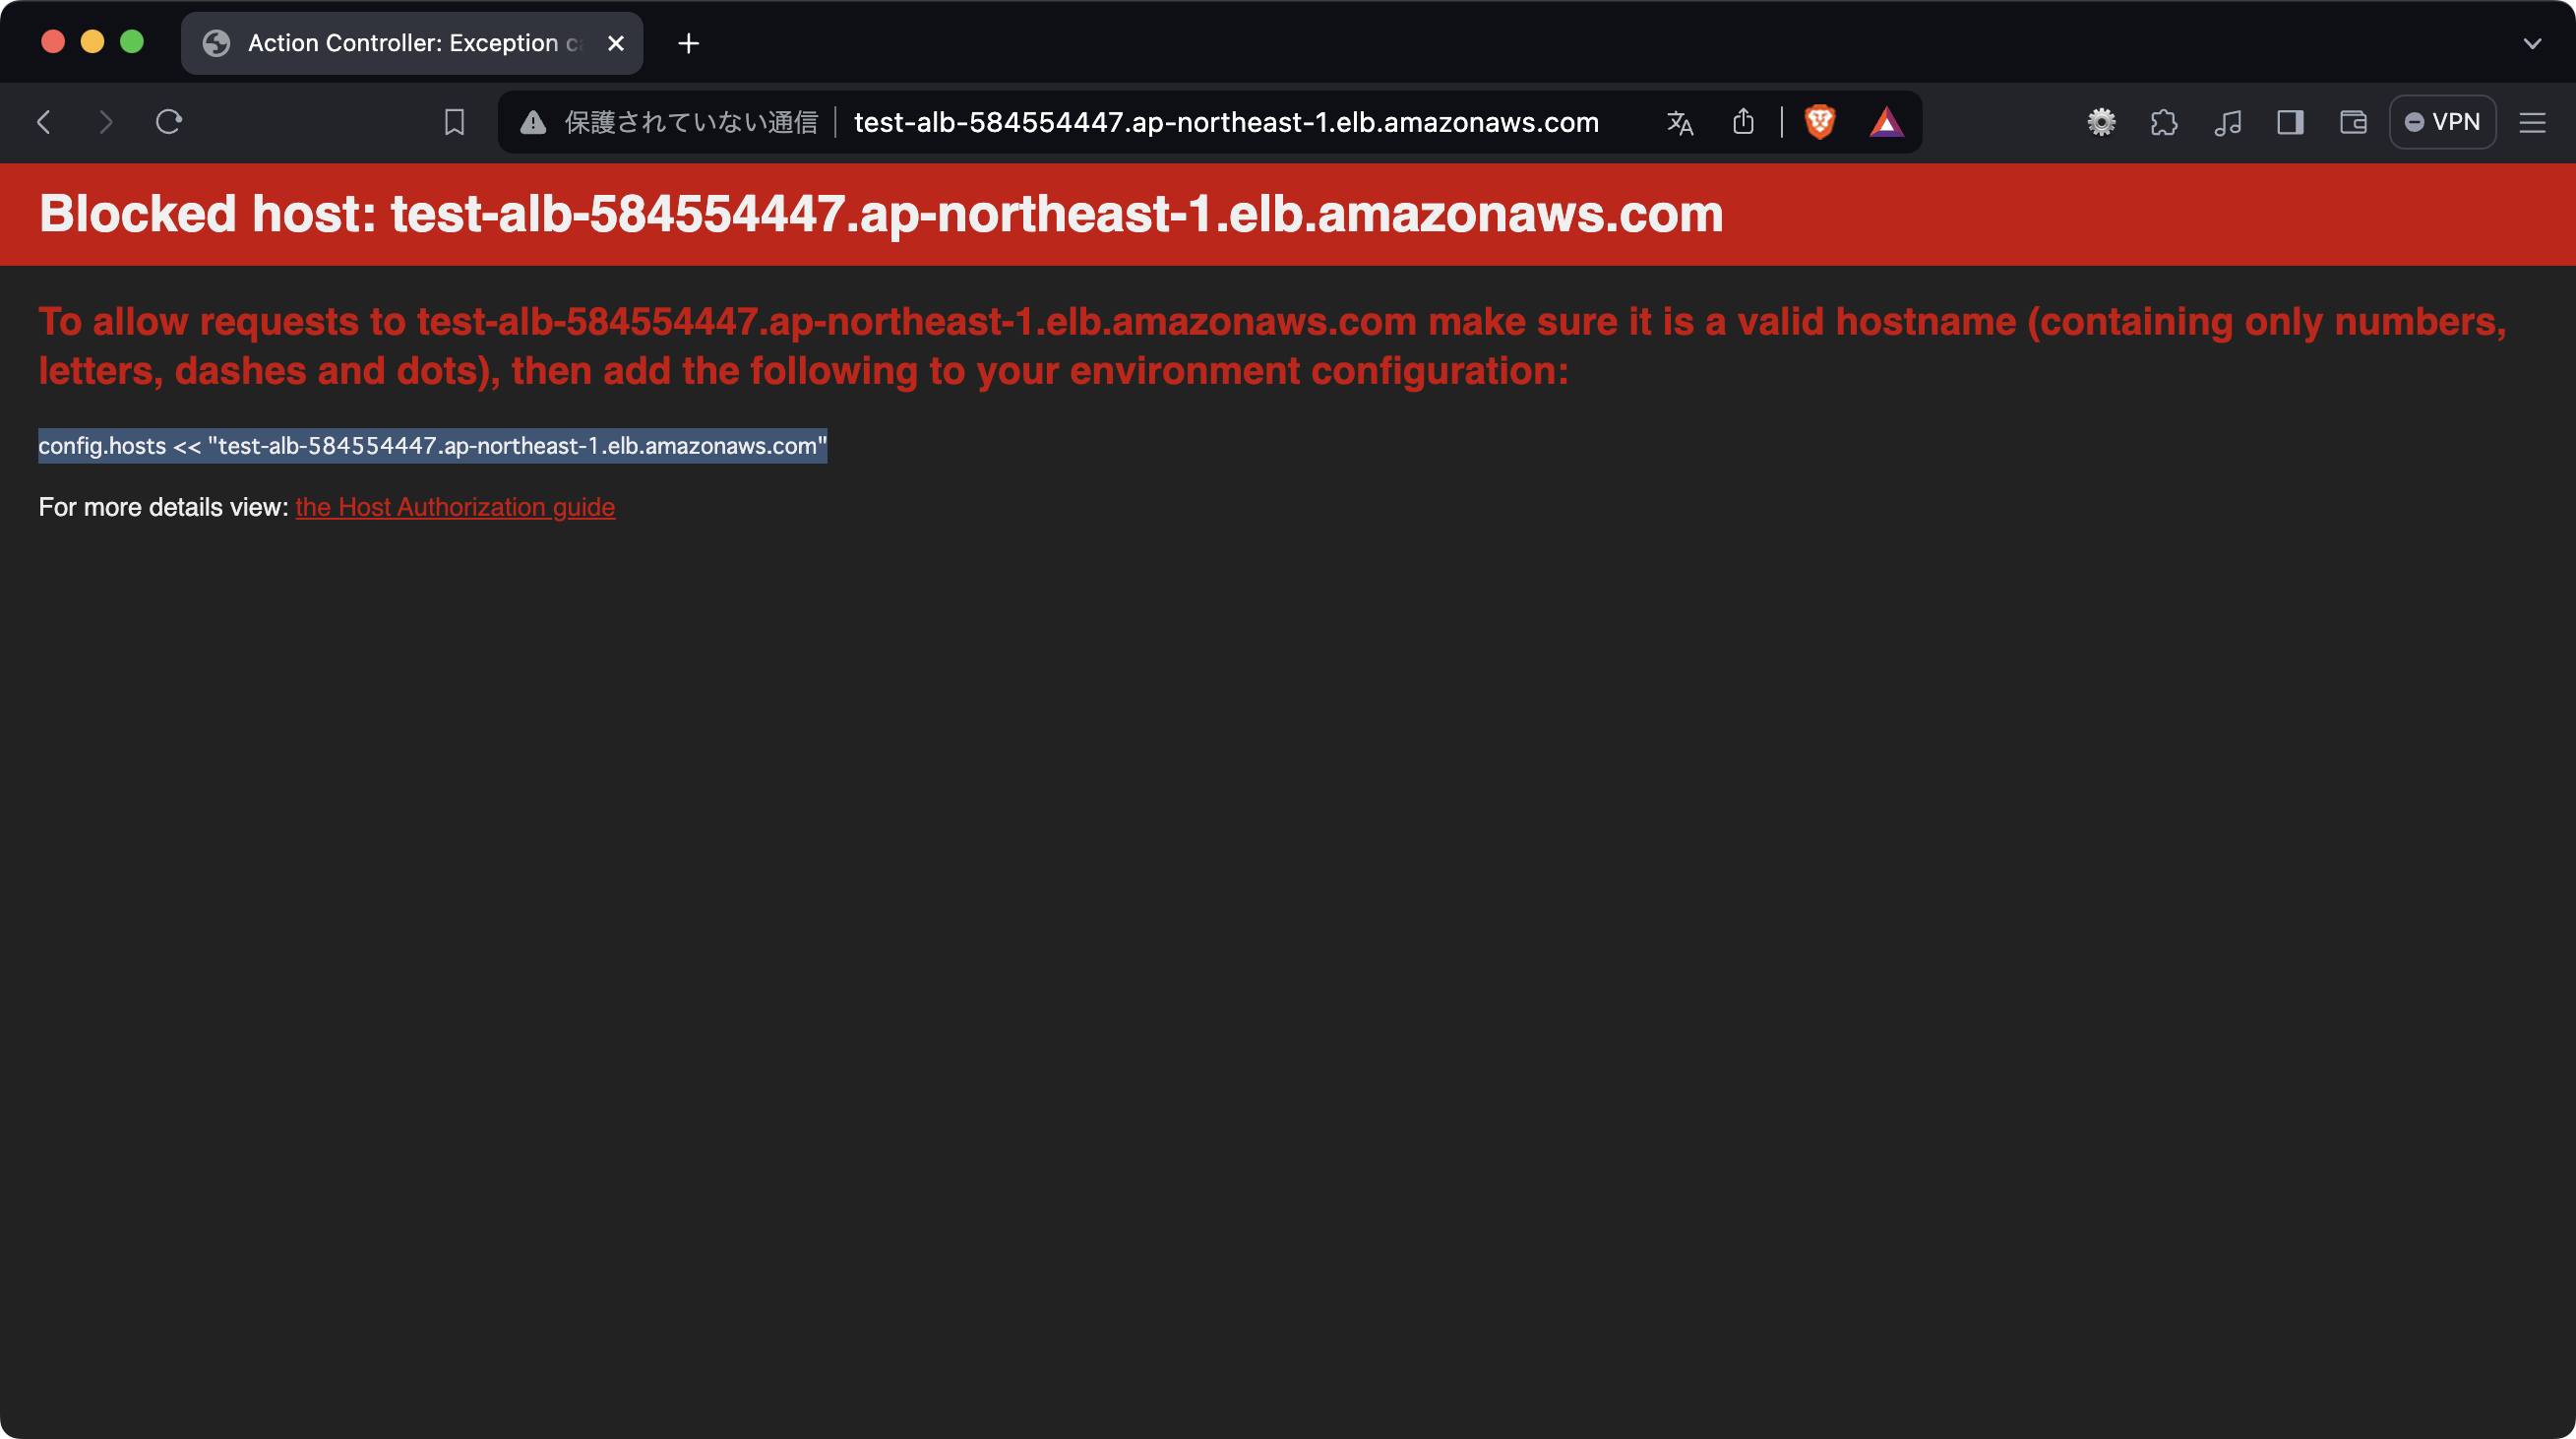 Action Controller: Exception c
保護されていない通信
test-alb-584554447.ap-northeast-1.elb.amazonaws.com
VPN
Blocked host: test-alb-584554447.ap-northeast-1.elb.amazonaws.com
To allow requests to test-alb-584554447.ap-northeast-1.elb.amazonaws.com make sure it is a valid hostname (containing only numbers,
letters, dashes and dots), then add the following to your environment configuration:
config.hosts << "test-alb-584554447.ap-northeast-1.elb.amazonaws.com"
For more details view: the Host Authorization guide